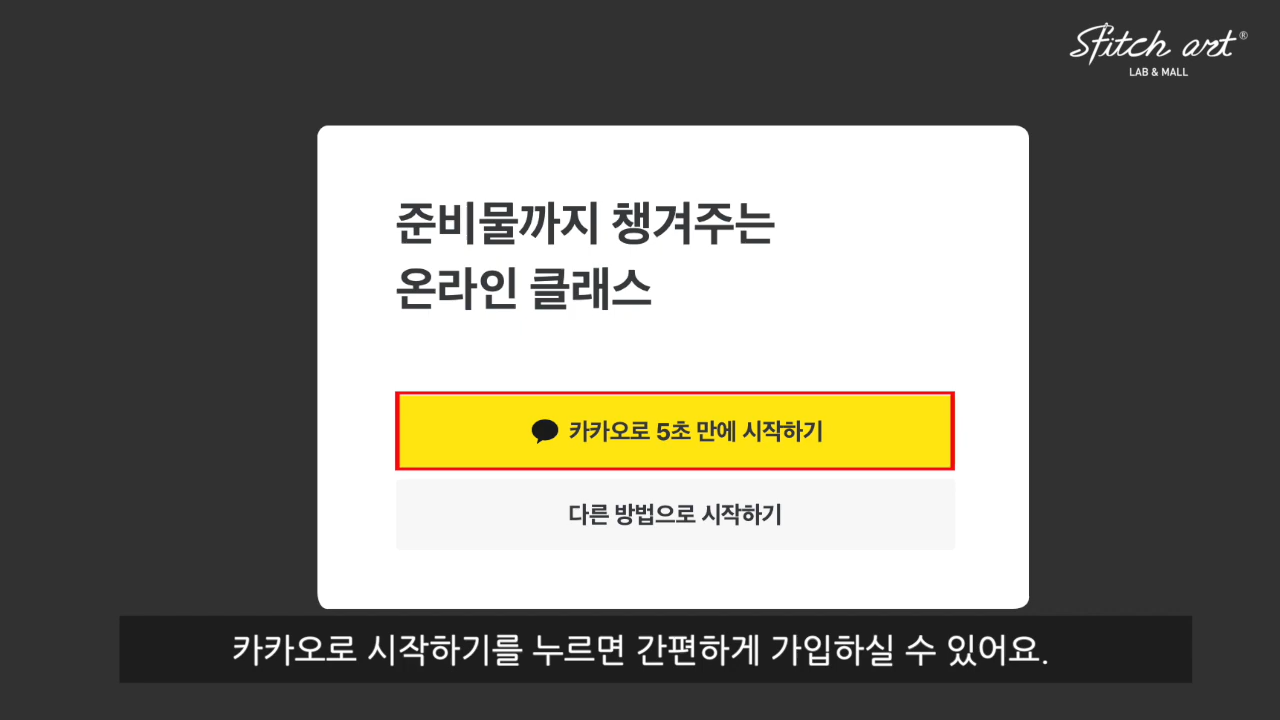 Stitch art®
LAB & MALL
준비물까지 챙겨주는
온라인 클래스
카카오로 5초 만에 시작하기
다른 방법으로 시작하기
카카오로 시작하기를 누르면 간편하게 가입하실 수 있어요.